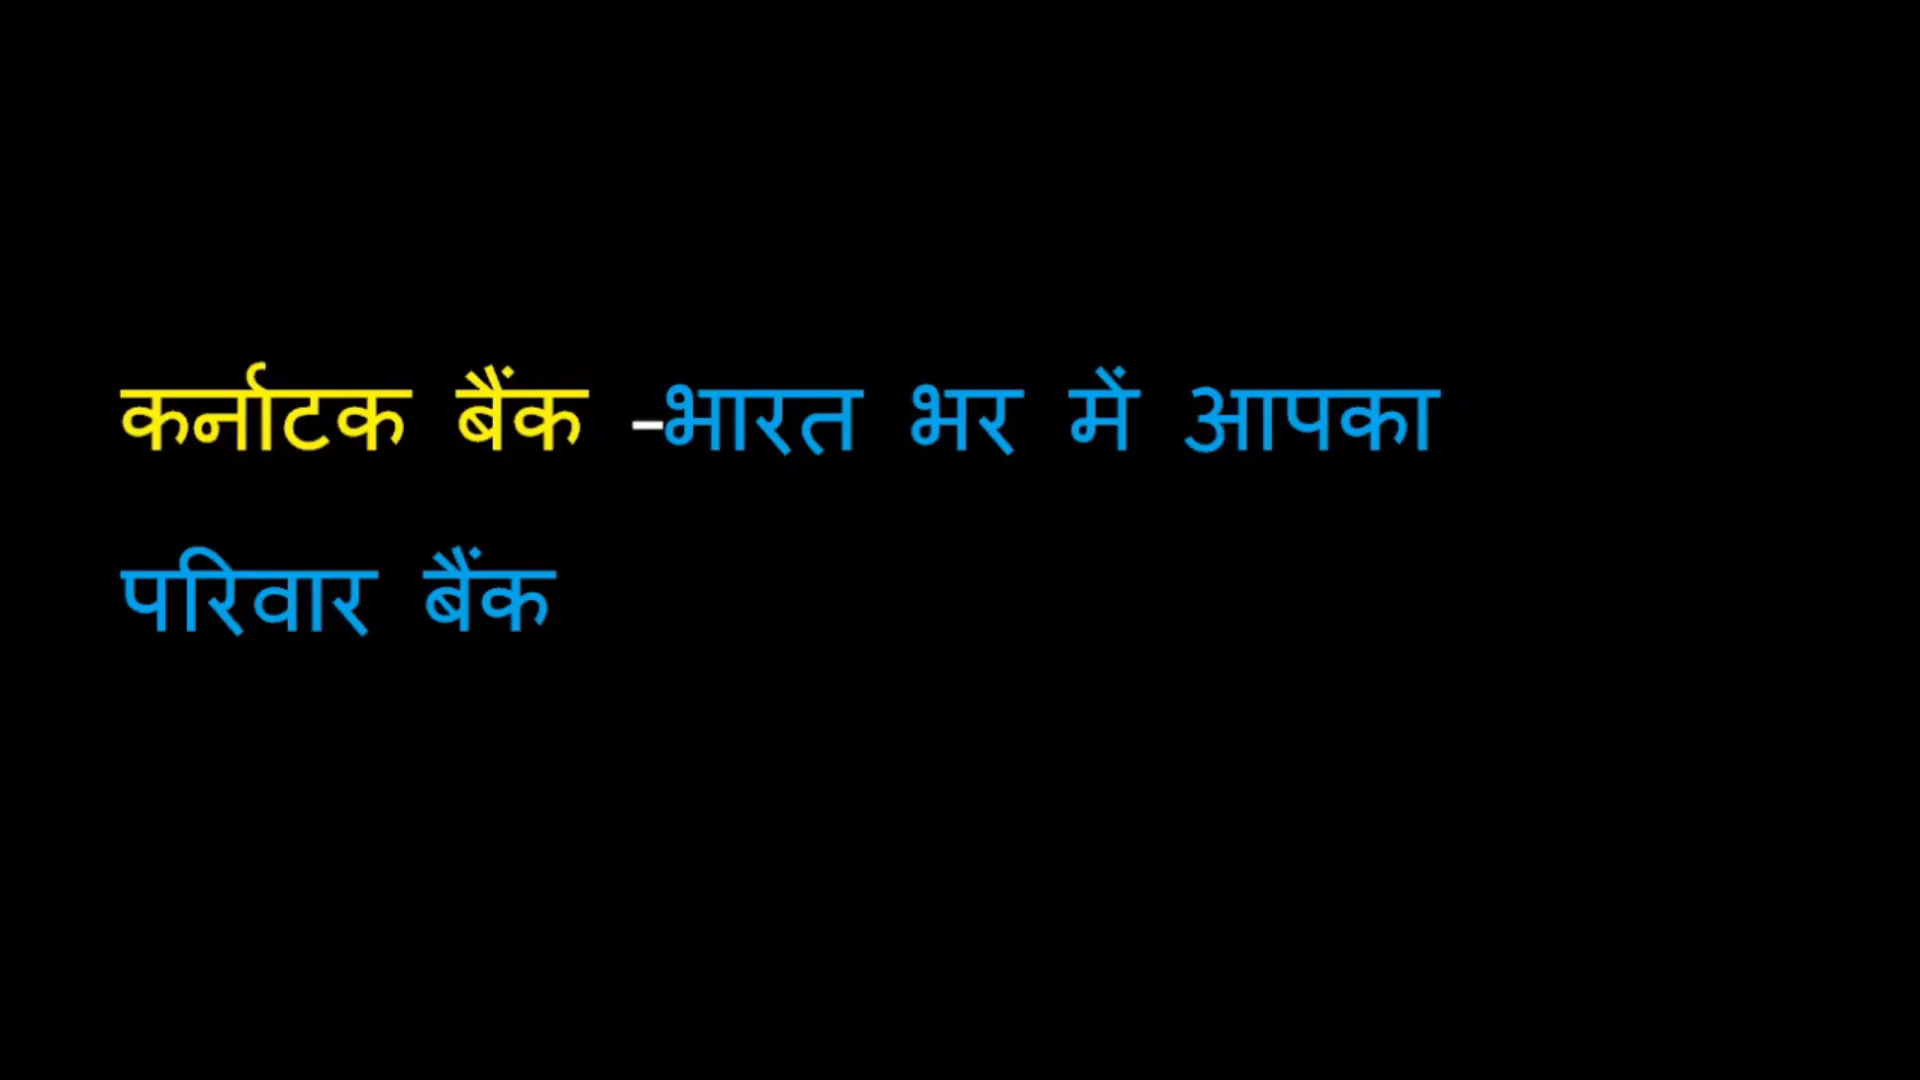 कर्नाटक बैंक –भारत भर में आपका
परिवार बैंक